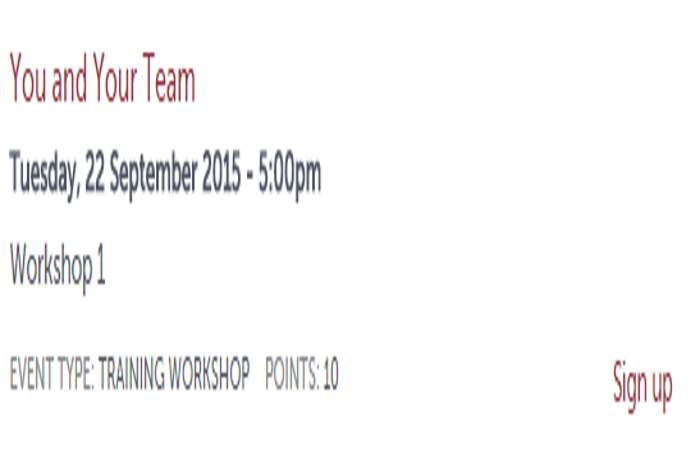 You and Your Team
Tuesday, 22 September 2015 - 5:00pm
Workshop 1
EVENT TYPE: TRAINING WORKSHOP POINTS: 10
Sign up